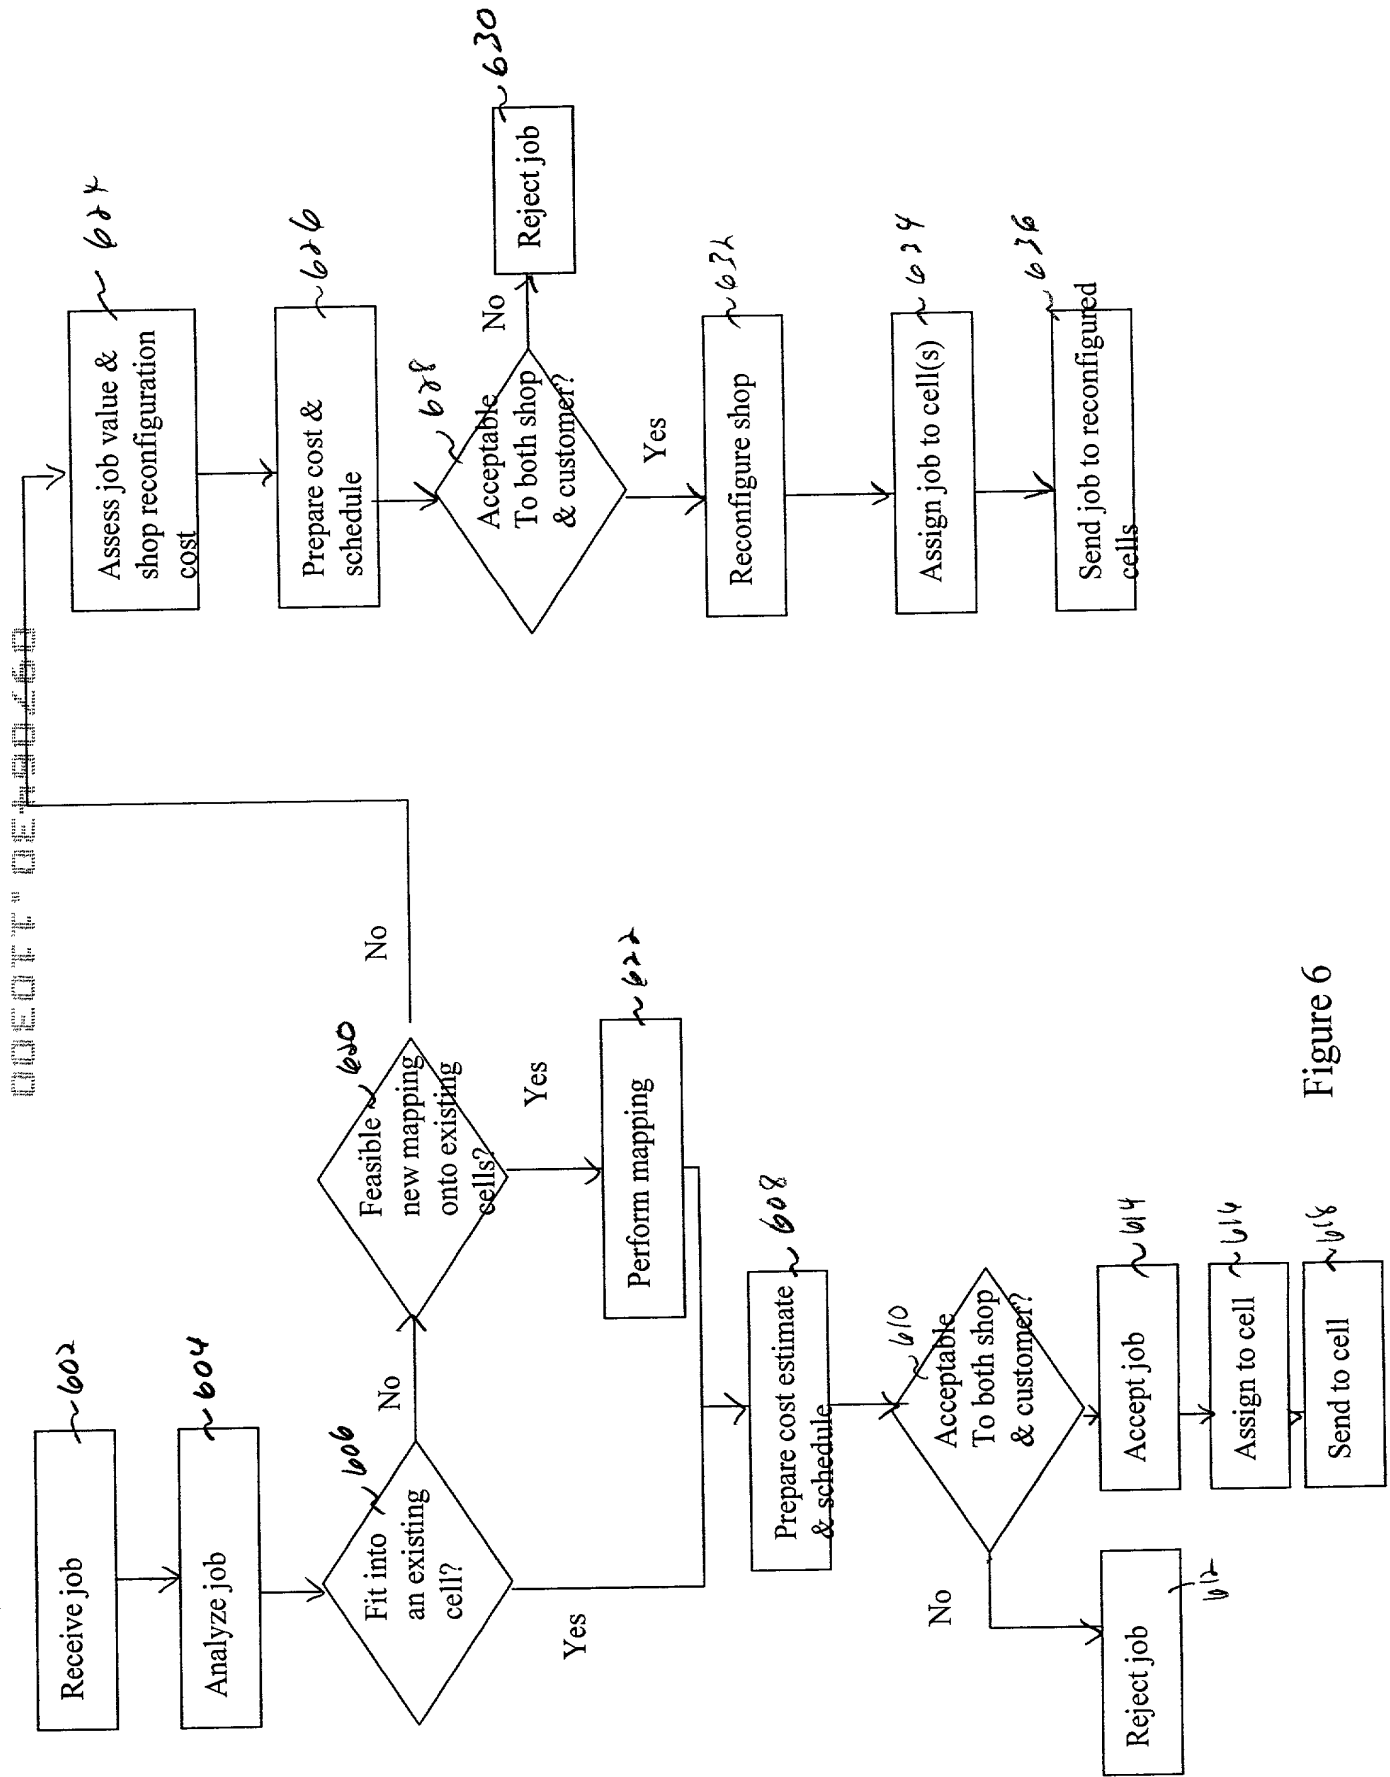 Receive job
602
Analyze job
604
Fit into
an existing
cell?
606
No
Yes
Feasible
new mapping
onto existing
cells?
620
No
Yes
Perform mapping
622
Prepare cost estimate
& schedule
608
Acceptable
To both shop
& customer?
610
No
Reject job
612
Accept job
614
Assign to cell
616
Send to cell
618
Assess job value &
shop reconfiguration
cost
624
Prepare cost &
schedule
626
Acceptable
To both shop
& customer?
628
No
Reject job
630
Yes
Reconfigure shop
632
Assign job to cell(s)
634
Send job to reconfigured
cells
636
Figure 6